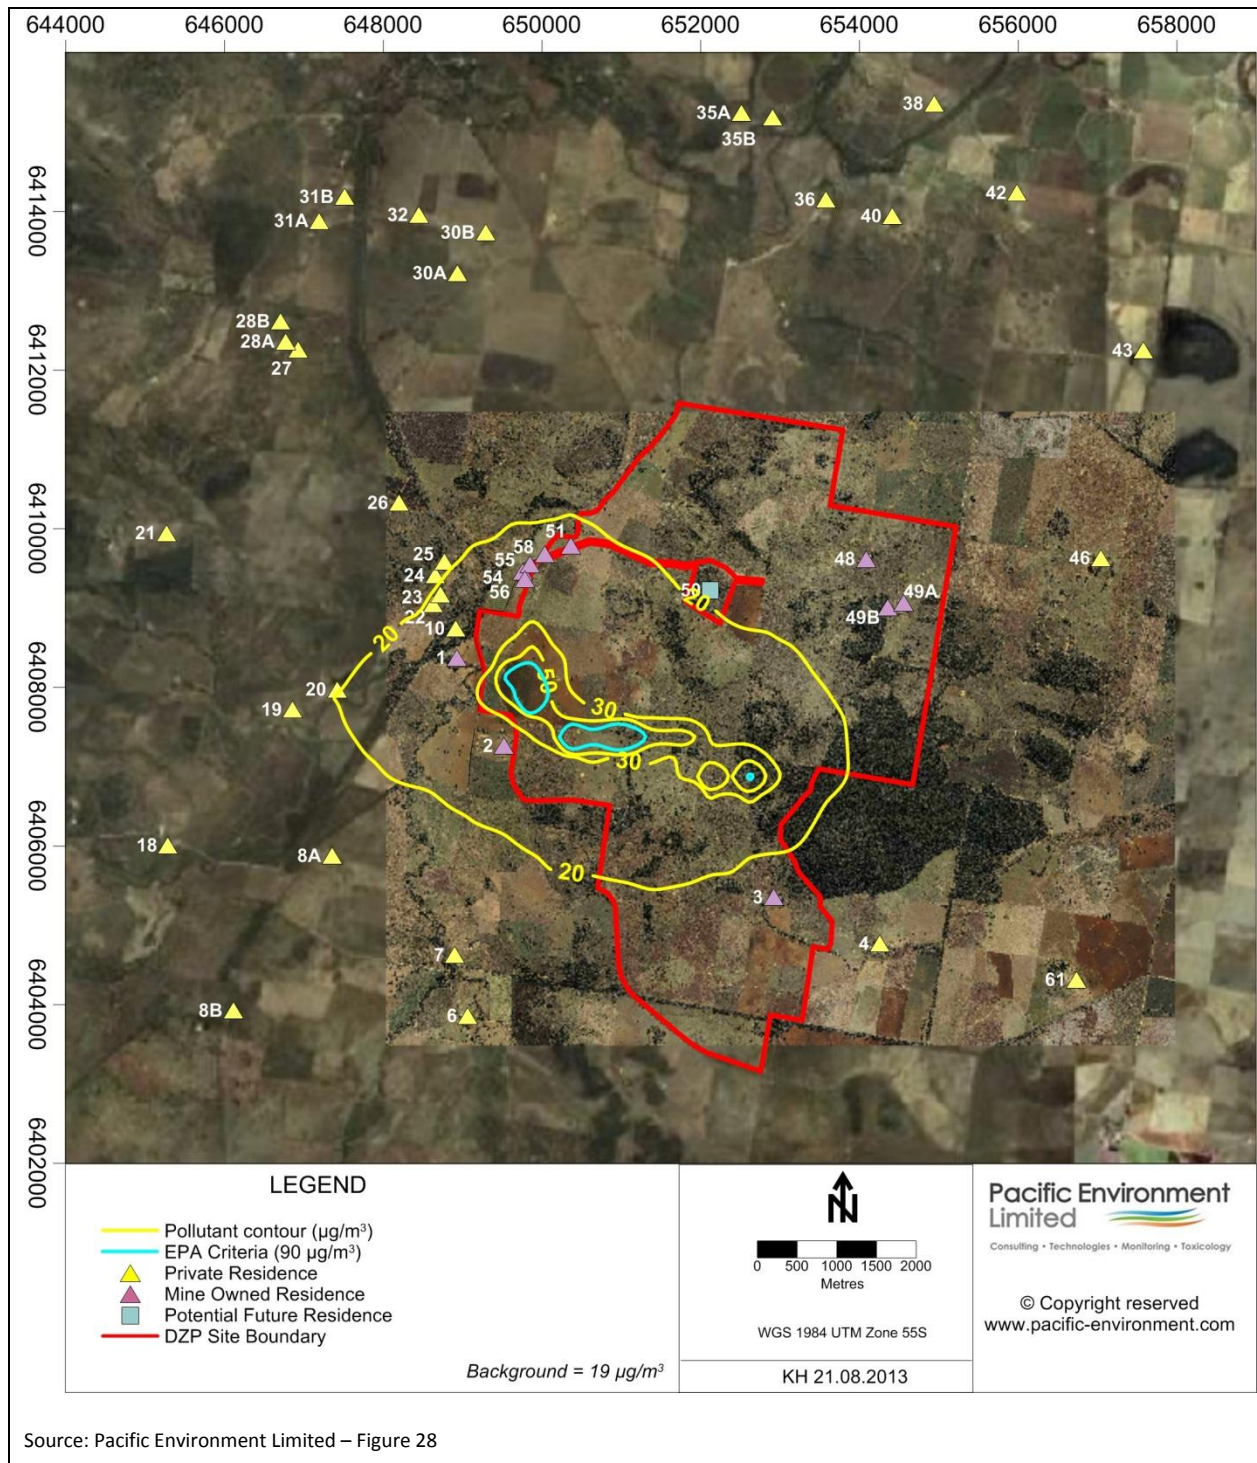 644000 646000 648000 650000 652000 654000 656000 658000
6414000
6412000
6410000
6408000
6406000
6404000
6402000
35A
35B
38
31B
31A
32
30B
30A
36
40
42
28B
28A
27
43
26
21
51
58
25
55
24
54
23
56
22
10
1
48
46
49A
49B
59
20
20
20
19
50
30
30
2
18
8A
20
3
4
7
61
8B
6
LEGEND
Pollutant contour (µg/m³)
EPA Criteria (90 µg/m³)
Private Residence
Mine Owned Residence
Potential Future Residence
DZP Site Boundary
Background = 19 µg/m³
N
0 500 1000 1500 2000
Metres
WGS 1984 UTM Zone 55S
KH 21.08.2013
Pacific Environment
Limited
Consulting • Technologies • Monitoring • Toxicology
© Copyright reserved
www.pacific-environment.com
Source: Pacific Environment Limited – Figure 28